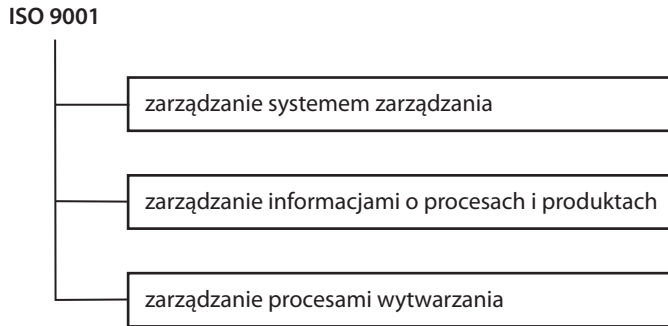 ISO 9001
zarządzanie systemem zarządzania
zarządzanie informacjami o procesach i produktach
zarządzanie procesami wytwarzania